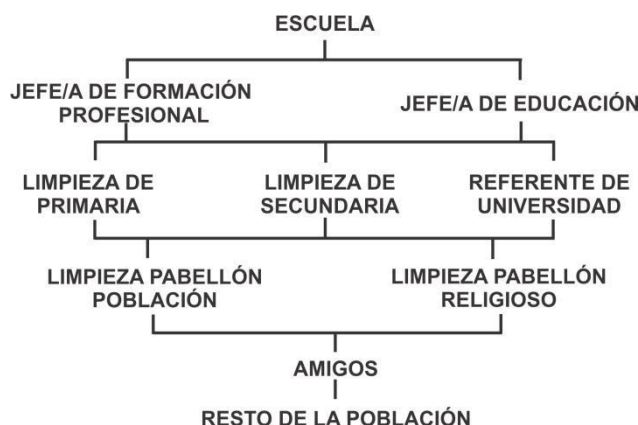 ESCUELA
JEFE/A DE FORMACIÓN
PROFESIONAL
JEFE/A DE EDUCACIÓN
LIMPIEZA DE
PRIMARIA
LIMPIEZA DE
SECUNDARIA
REFERENTE DE
UNIVERSIDAD
LIMPIEZA PABELLÓN
POBLACIÓN
LIMPIEZA PABELLÓN
RELIGIOSO
AMIGOS
RESTO DE LA POBLACIÓN